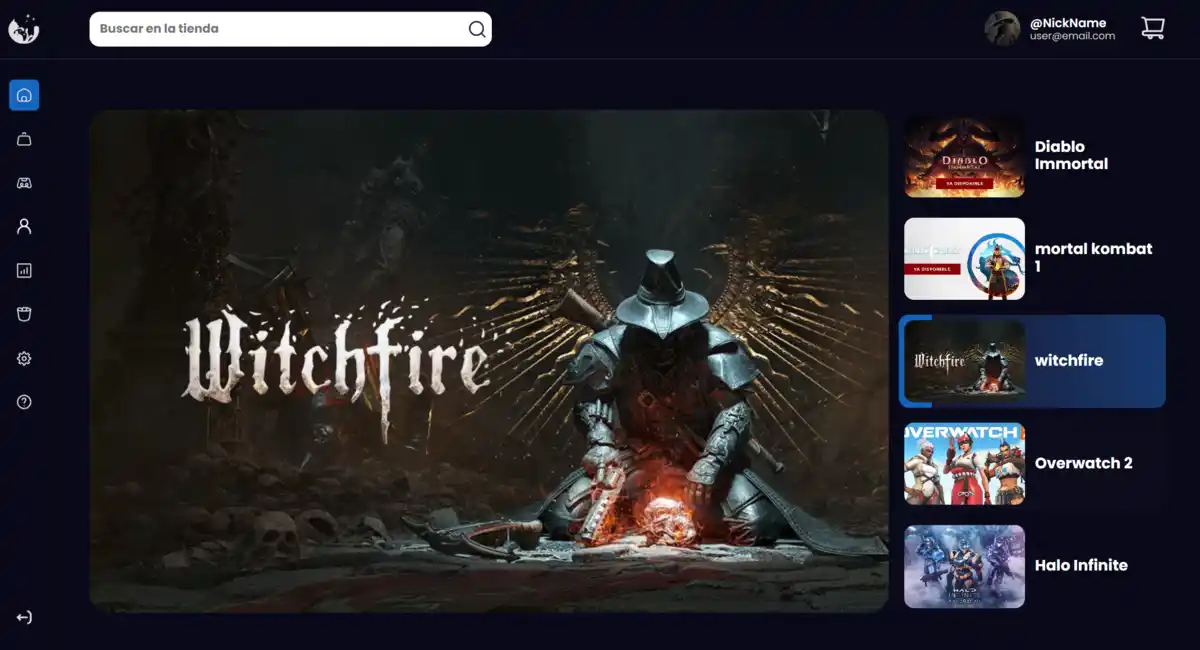 Buscar en la tienda
@NickName
user@email.com
Witchfire
DIABLO
IMMORTAL
YA DISPONIBLE
Diablo
Immortal
YA DISPONIBLE
mortal kombat
1
Witchfire
witchfire
OVERWATCH
Overwatch 2
HALO
INFINITE
Halo Infinite